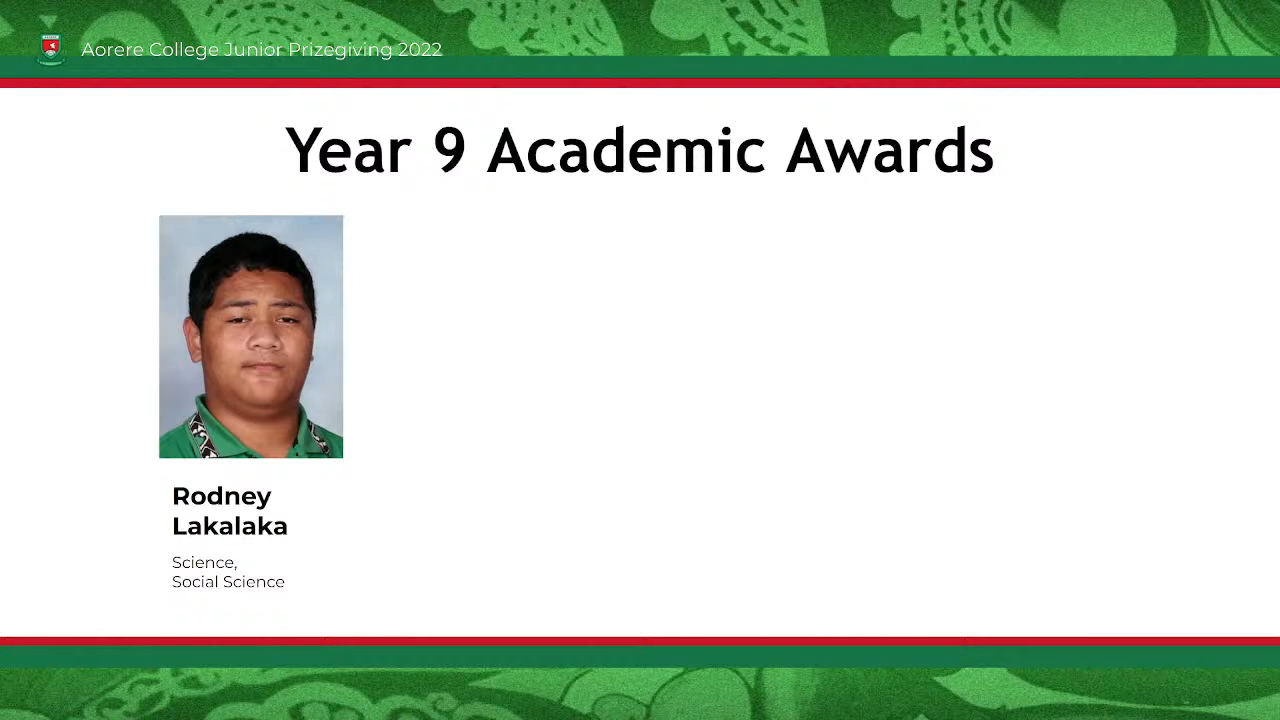 Aorere College Junior Prizegiving 2022
Year 9 Academic Awards
Rodney
Lakalaka
Science,
Social Science